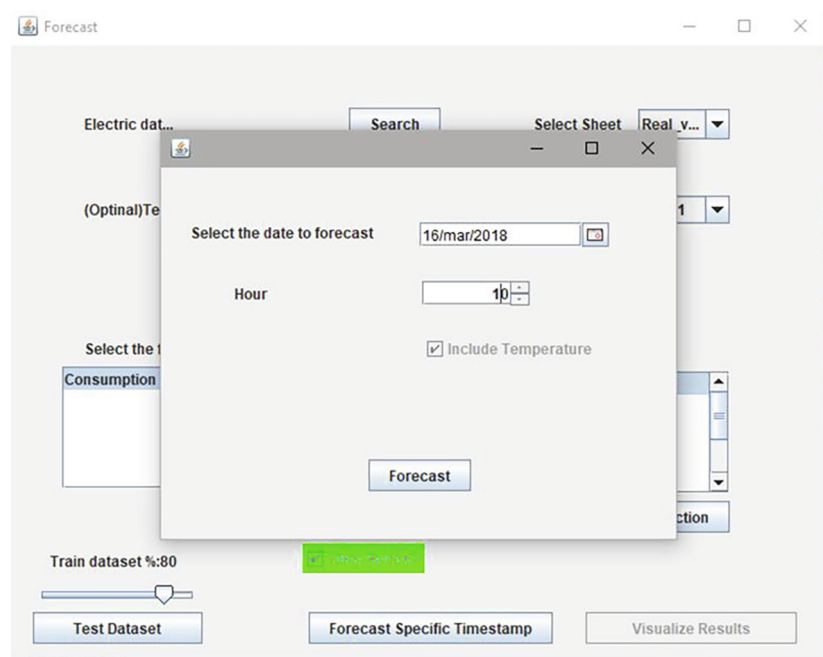 Forecast
Electric dat...
Search
Select Sheet
Real_v...
(Optinal)Te
1
Select the date to forecast
16/mar/2018
Hour
10
Include Temperature
Select the f
Consumption
Forecast
ction
Train dataset %:80
Test Dataset
Forecast Specific Timestamp
Visualize Results